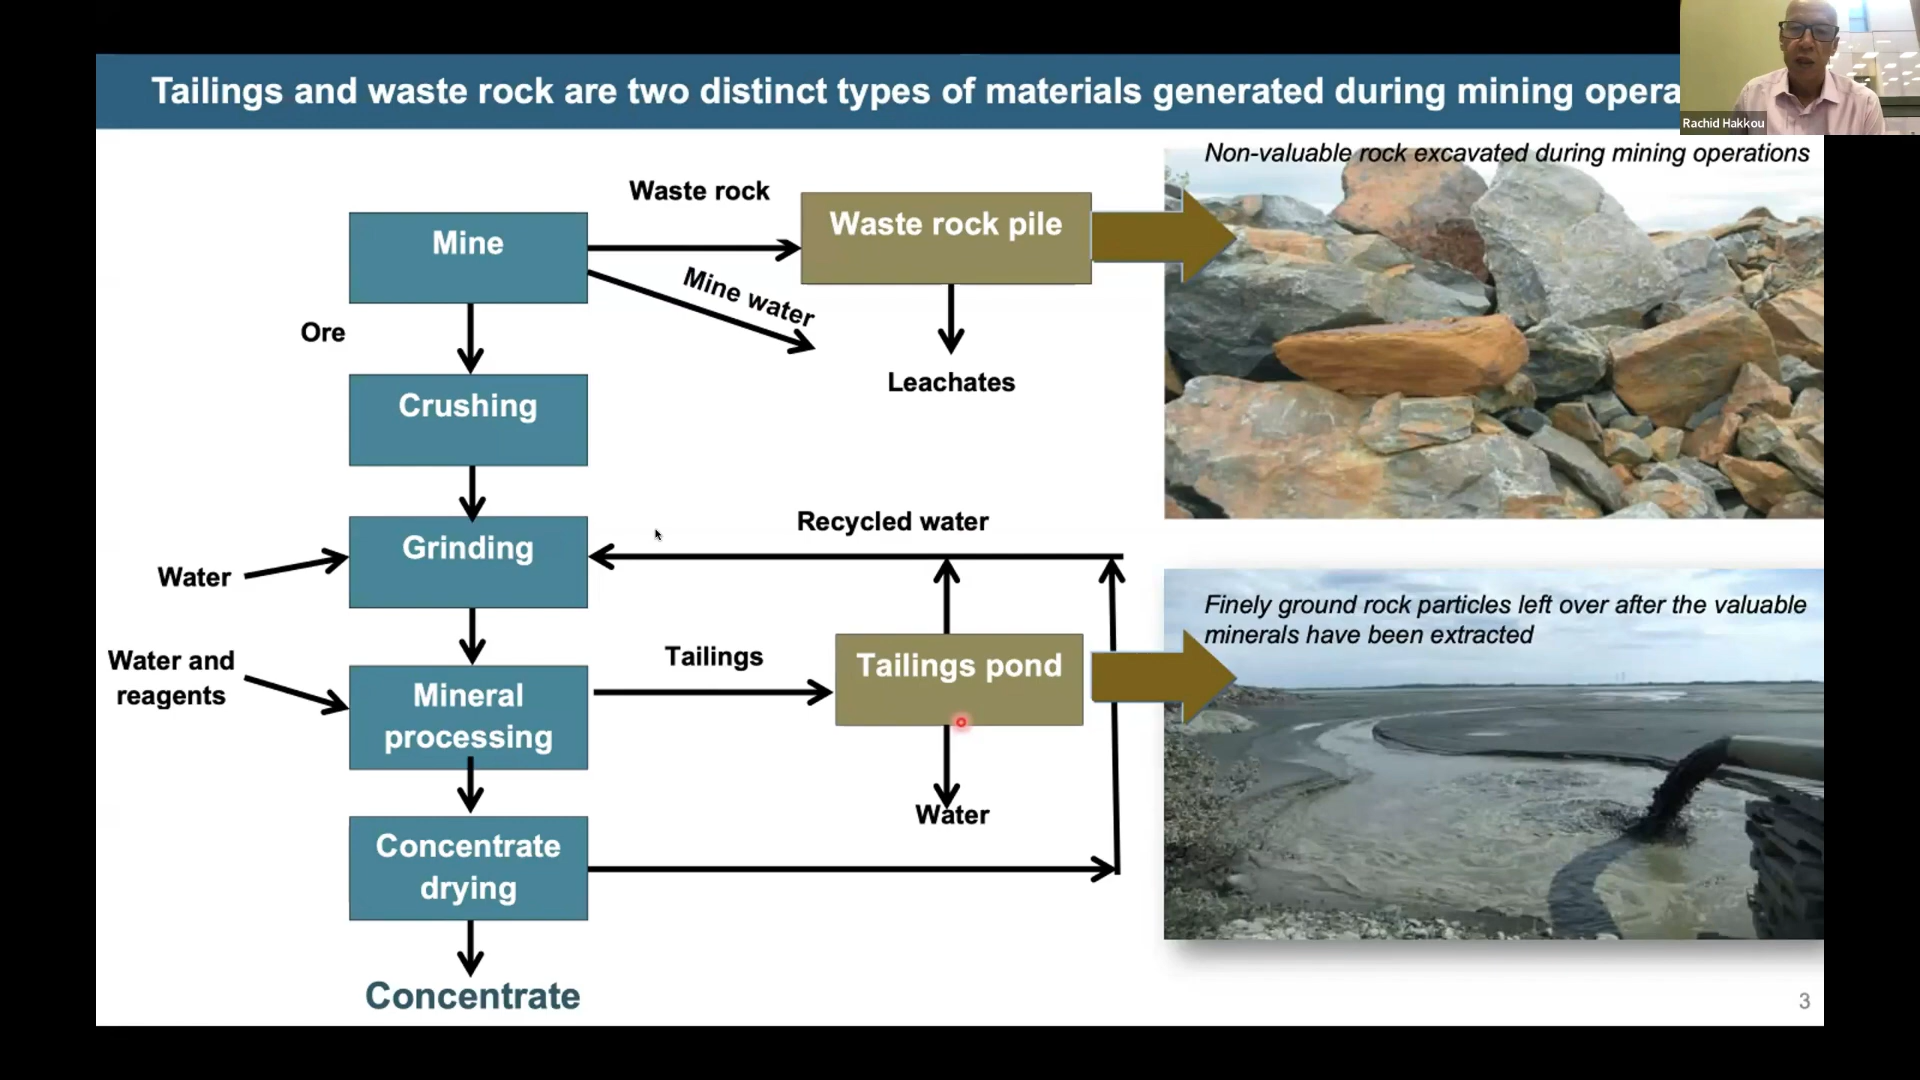 Tailings and waste rock are two distinct types of materials generated during mining opera
Rachid Hakkou
Non-valuable rock excavated during mining operations
Waste rock
Waste rock pile
Mine
Mine water
Ore
Leachates
Crushing
Recycled water
Grinding
Water
Finely ground rock particles left over after the valuable
minerals have been extracted
Tailings
Tailings pond
Water and
reagents
Mineral
processing
Water
Concentrate
drying
Concentrate
3